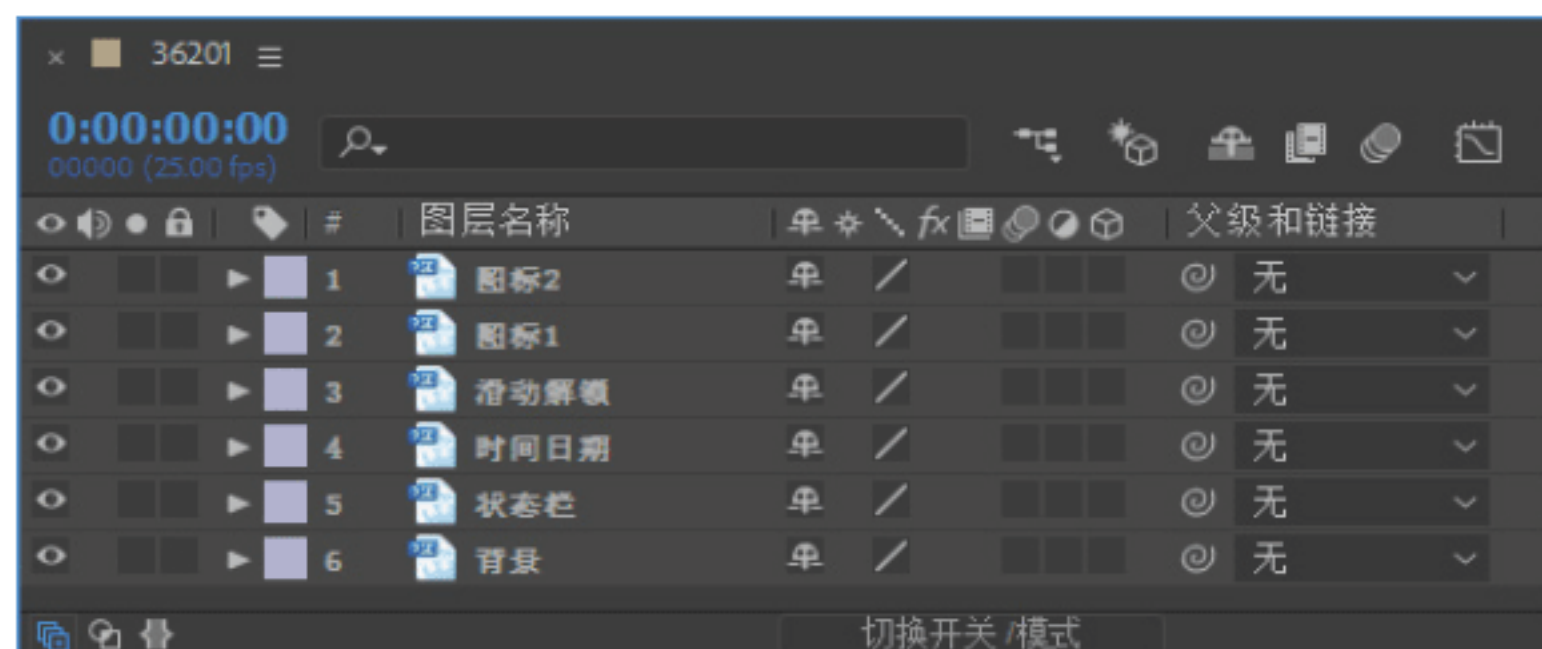 36201
0:00:00:00
00000 (25.00 fps)
# 图层名称 fx 父级和链接
1 图标2 无
2 图标1 无
3 滑动解锁 无
4 时间日期 无
5 状态栏 无
6 背景 无
切换开关/模式